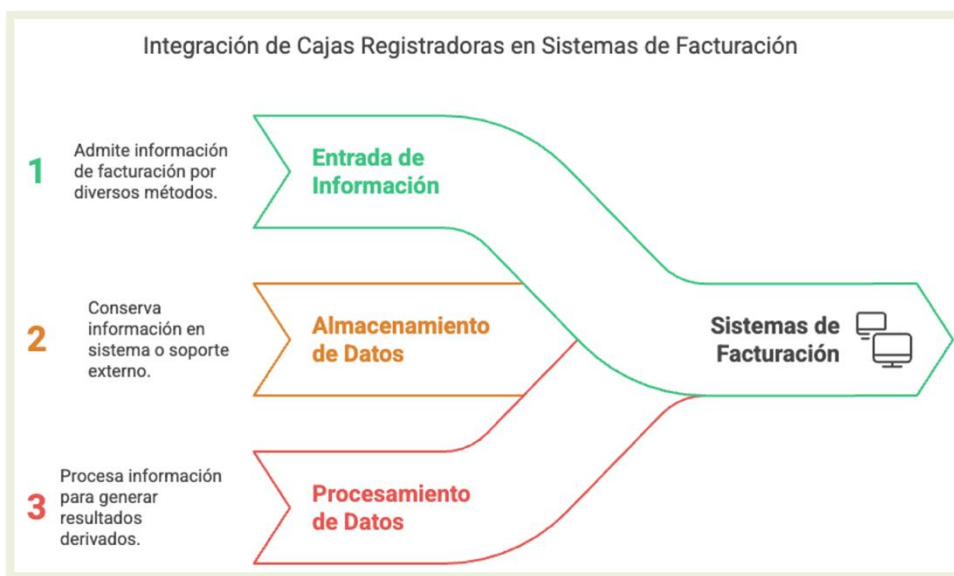 Integración de Cajas Registradoras en Sistemas de Facturación
1
Admite información
de facturación por
diversos métodos.
Entrada de
Información
2
Conserva
información en
sistema o soporte
externo.
Almacenamiento
de Datos
Sistemas de
Facturación
3
Procesa información
para generar
resultados
derivados.
Procesamiento
de Datos